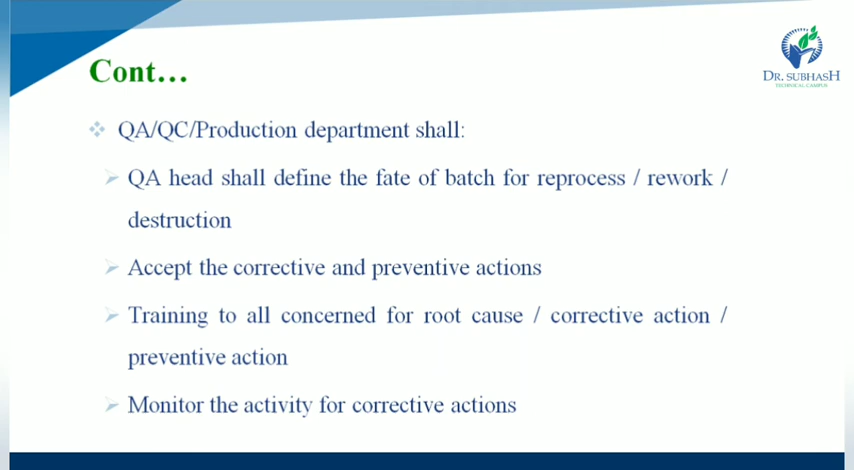 DR. SUBHASH
TECHNICAL CAMPUS
Cont…
QA/QC/Production department shall:
QA head shall define the fate of batch for reprocess / rework /
destruction
Accept the corrective and preventive actions
Training to all concerned for root cause / corrective action /
preventive action
Monitor the activity for corrective actions